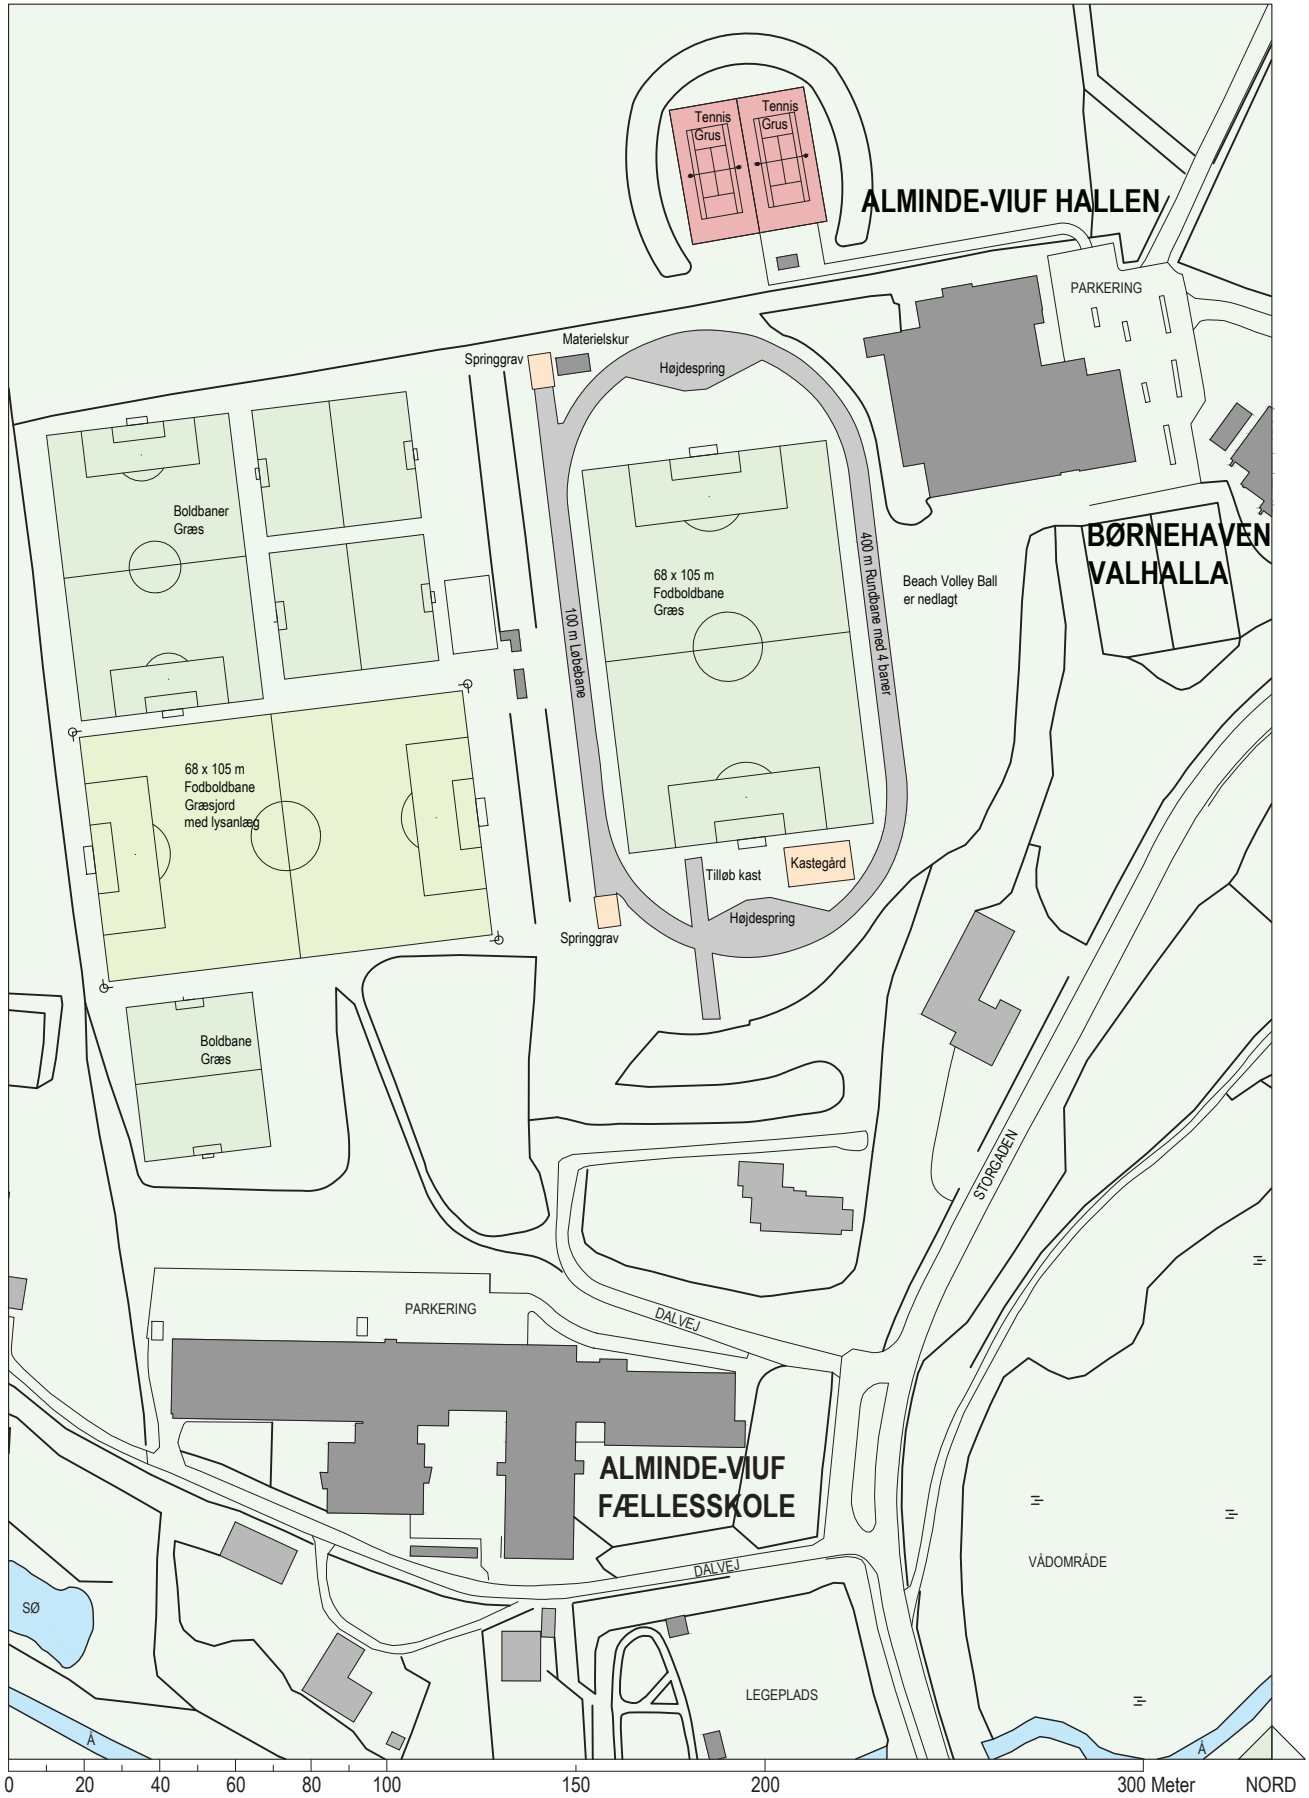 Tennis
Grus
Tennis
Grus
ALMINDE-VIUF HALLEN
PARKERING
Materielskur
Springgrav
Højdespring
Boldbaner
Græs
400 m Rundbane med 4 baner
BØRNEHAVEN
VALHALLA
68 x 105 m
Fodboldbane
Græs
Beach Volley Ball
er nedlagt
100 m Løbebane
68 x 105 m
Fodboldbane
Græsjord
med lysanlæg
Kastegård
Tilløb kast
Højdespring
Springgrav
Boldbane
Græs
STORGADEN
PARKERING
DALVEJ
ALMINDE-VIUF
FÆLLESSKOLE
DALVEJ
VÅDOMRÅDE
SØ
LEGEPLADS
Å
Å
0 20 40 60 80 100 150 200 300 Meter NORD